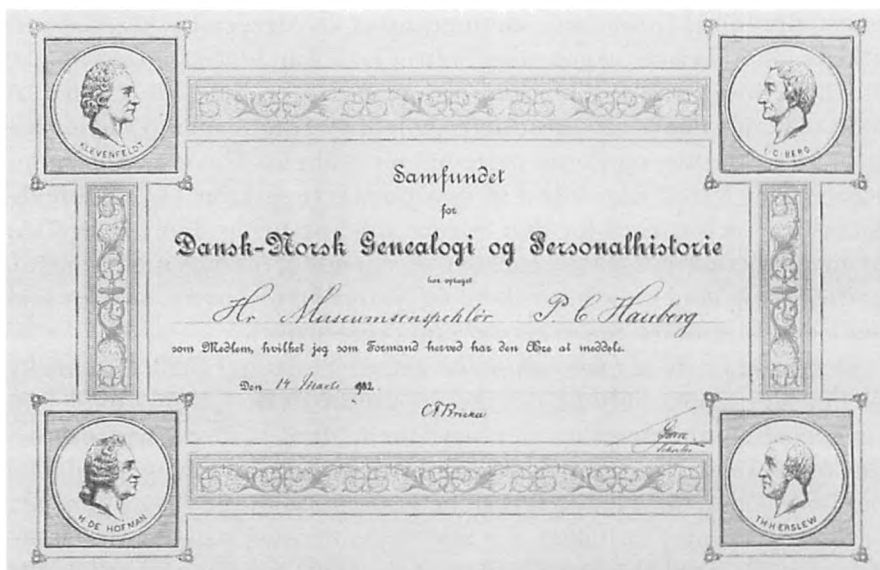 KLEVENFELDT
I.C. BERG
Samfundet
for
Dansk-Norsk Genealogi og Personalhistorie
har optaget
Hr Museumsinspektør P. C Hauberg
som Medlem, hvilket jeg som Formand herved har den Ære at meddele.
Den 14 Marts 1902.
CFBricka
H. DE HOFMAN
TH. H. ERSLEW